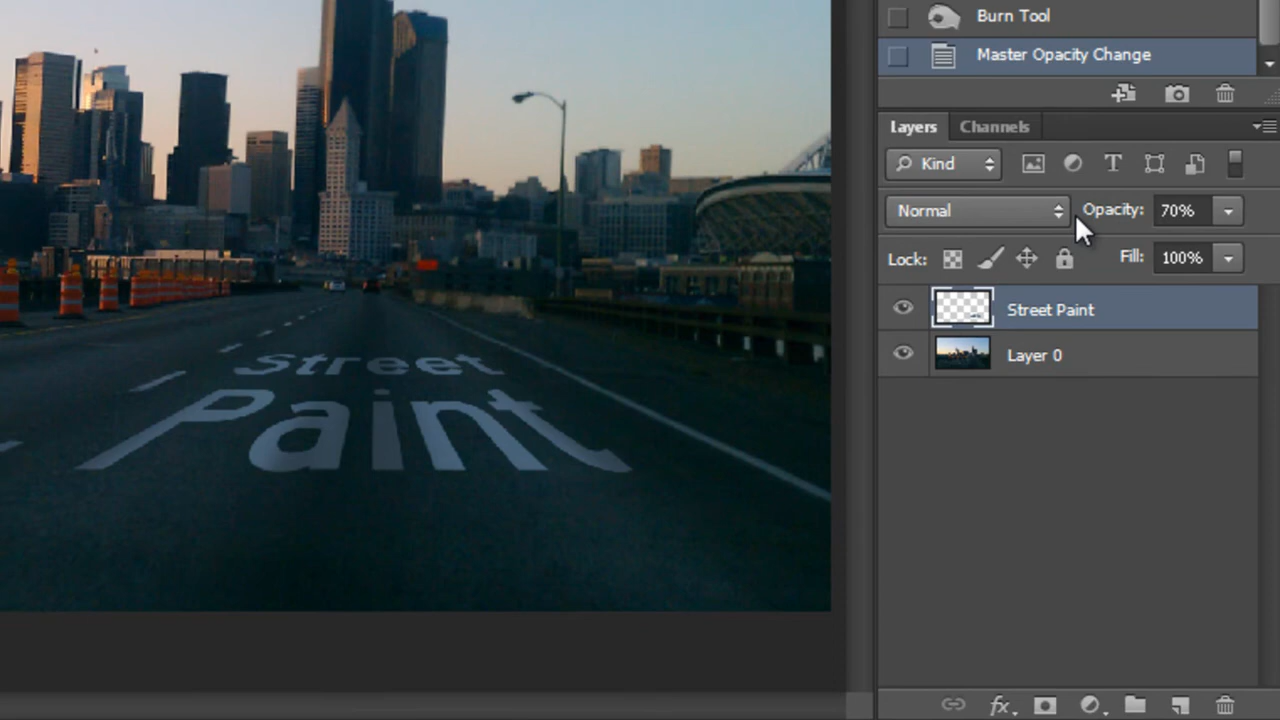 Burn Tool
Master Opacity Change
Layers Channels
Kind
Normal Opacity: 70%
Lock: Fill: 100%
Street Paint
Layer 0
fx
Street
Paint